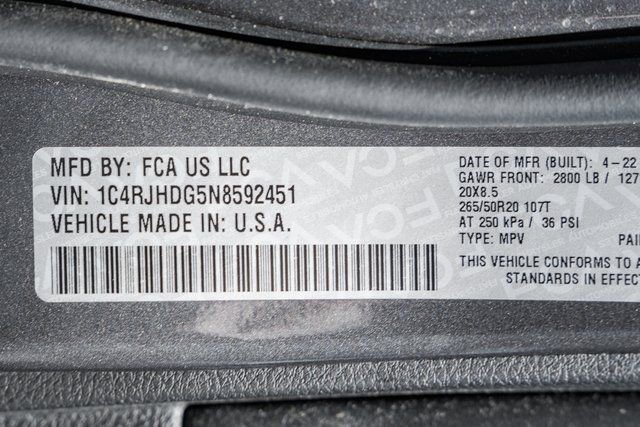 MFD BY: FCA US LLC
VIN: 1C4RJHDG5N8592451
VEHICLE MADE IN: U.S.A.
DATE OF MFR (BUILT): 4-22
GAWR FRONT: 2800 LB / 127
20X8.5
265/50R20 107T
AT 250 kPa / 36 PSI
TYPE: MPV PAI
THIS VEHICLE CONFORMS TO A
STANDARDS IN EFFECT